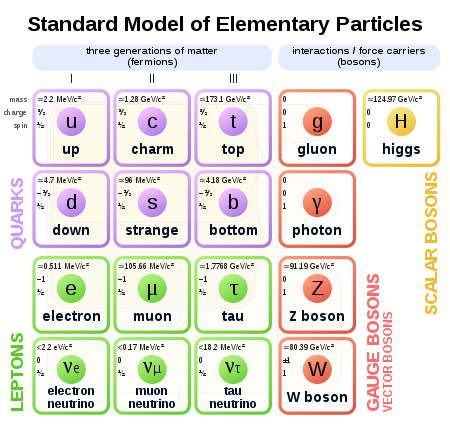 Standard Model of Elementary Particles
three generations of matter
(fermions)
interactions / force carriers
(bosons)
I II III
mass ≃2.2 MeV/c² ≃1.28 GeV/c² ≃173.1 GeV/c² 0 ≃124.97 GeV/c²
charge ⅔ ⅔ ⅔ 0 0
spin ½ ½ ½ 1 0
u c t g H
up charm top gluon higgs
≃4.7 MeV/c² ≃96 MeV/c² ≃4.18 GeV/c² 0
−⅓ −⅓ −⅓ 0
½ ½ ½ 1
d s b γ
down strange bottom photon
≃0.511 MeV/c² ≃105.66 MeV/c² ≃1.7768 GeV/c² ≃91.19 GeV/c²
−1 −1 −1 0
½ ½ ½ 1
e μ τ Z
electron muon tau Z boson
<2.2 eV/c² <0.17 MeV/c² <18.2 MeV/c² ≃80.39 GeV/c²
0 0 0 ±1
½ ½ ½ 1
νe νμ ντ W
electron neutrino muon neutrino tau neutrino W boson
QUARKS
LEPTONS
GAUGE BOSONS
VECTOR BOSONS
SCALAR BOSONS